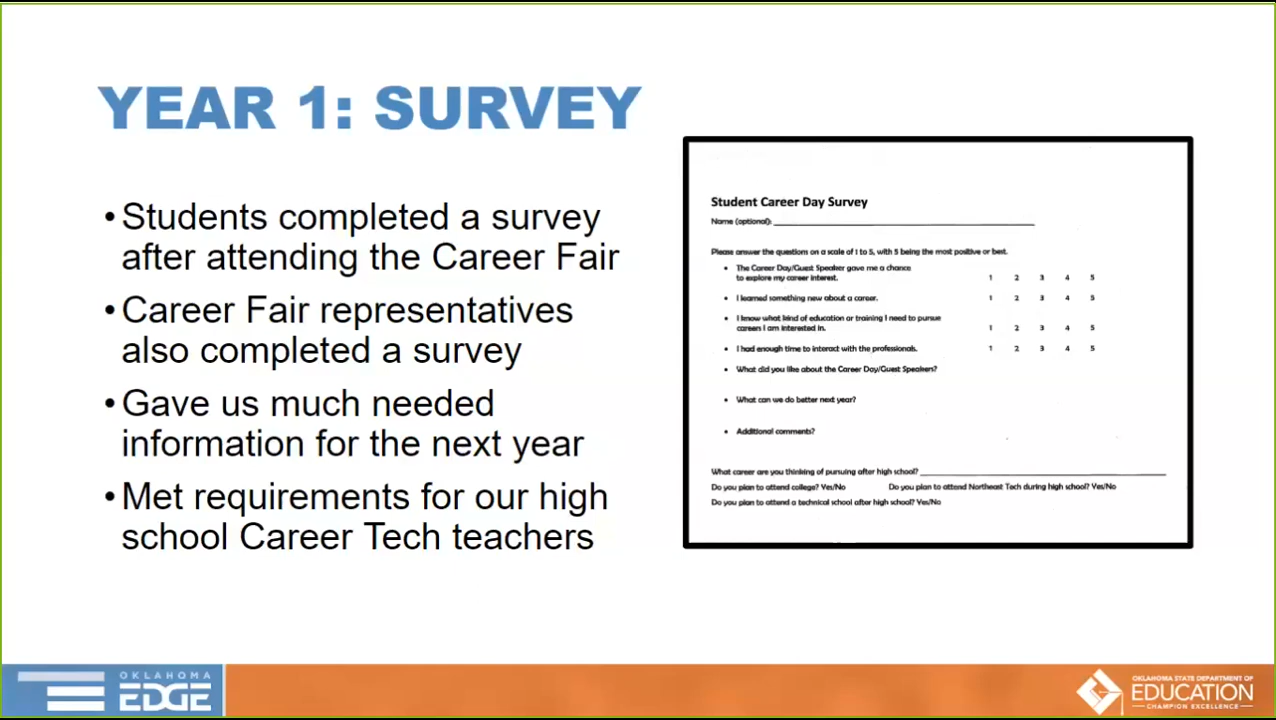 YEAR 1: SURVEY
•Students completed a survey
after attending the Career Fair
•Career Fair representatives
also completed a survey
•Gave us much needed
information for the next year
•Met requirements for our high
school Career Tech teachers
Student Career Day Survey
Name (optional):
Please answer the questions on a scale of 1 to 5, with 5 being the most positive or best.
• The Career Day/Guest Speaker gave me a chance
to explore my career interest. 1 2 3 4 5
• I learned something new about a career. 1 2 3 4 5
• I know what kind of education or training I need to pursue
careers I am interested in. 1 2 3 4 5
• I had enough time to interact with the professionals. 1 2 3 4 5
• What did you like about the Career Day/Guest Speakers?
• What can we do better next year?
• Additional comments?
What career are you thinking of pursuing after high school?
Do you plan to attend college? Yes/No Do you plan to attend Northeast Tech during high school? Yes/No
Do you plan to attend a technical school after high school? Yes/No
OKLAHOMA
EDGE
OKLAHOMA STATE DEPARTMENT OF
EDUCATION
CHAMPION EXCELLENCE